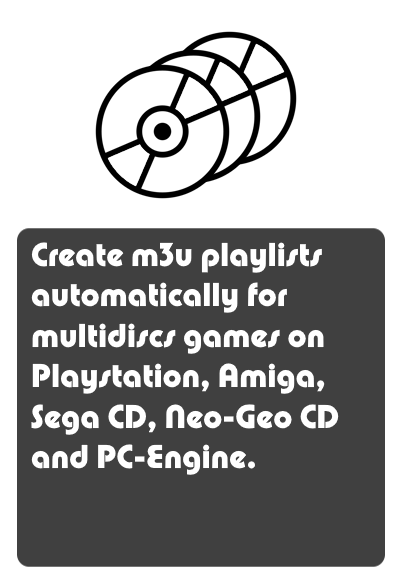 Create m3u playlists
automatically for
multidiscs games on
Playstation, Amiga,
Sega CD, Neo-Geo CD
and PC-Engine.